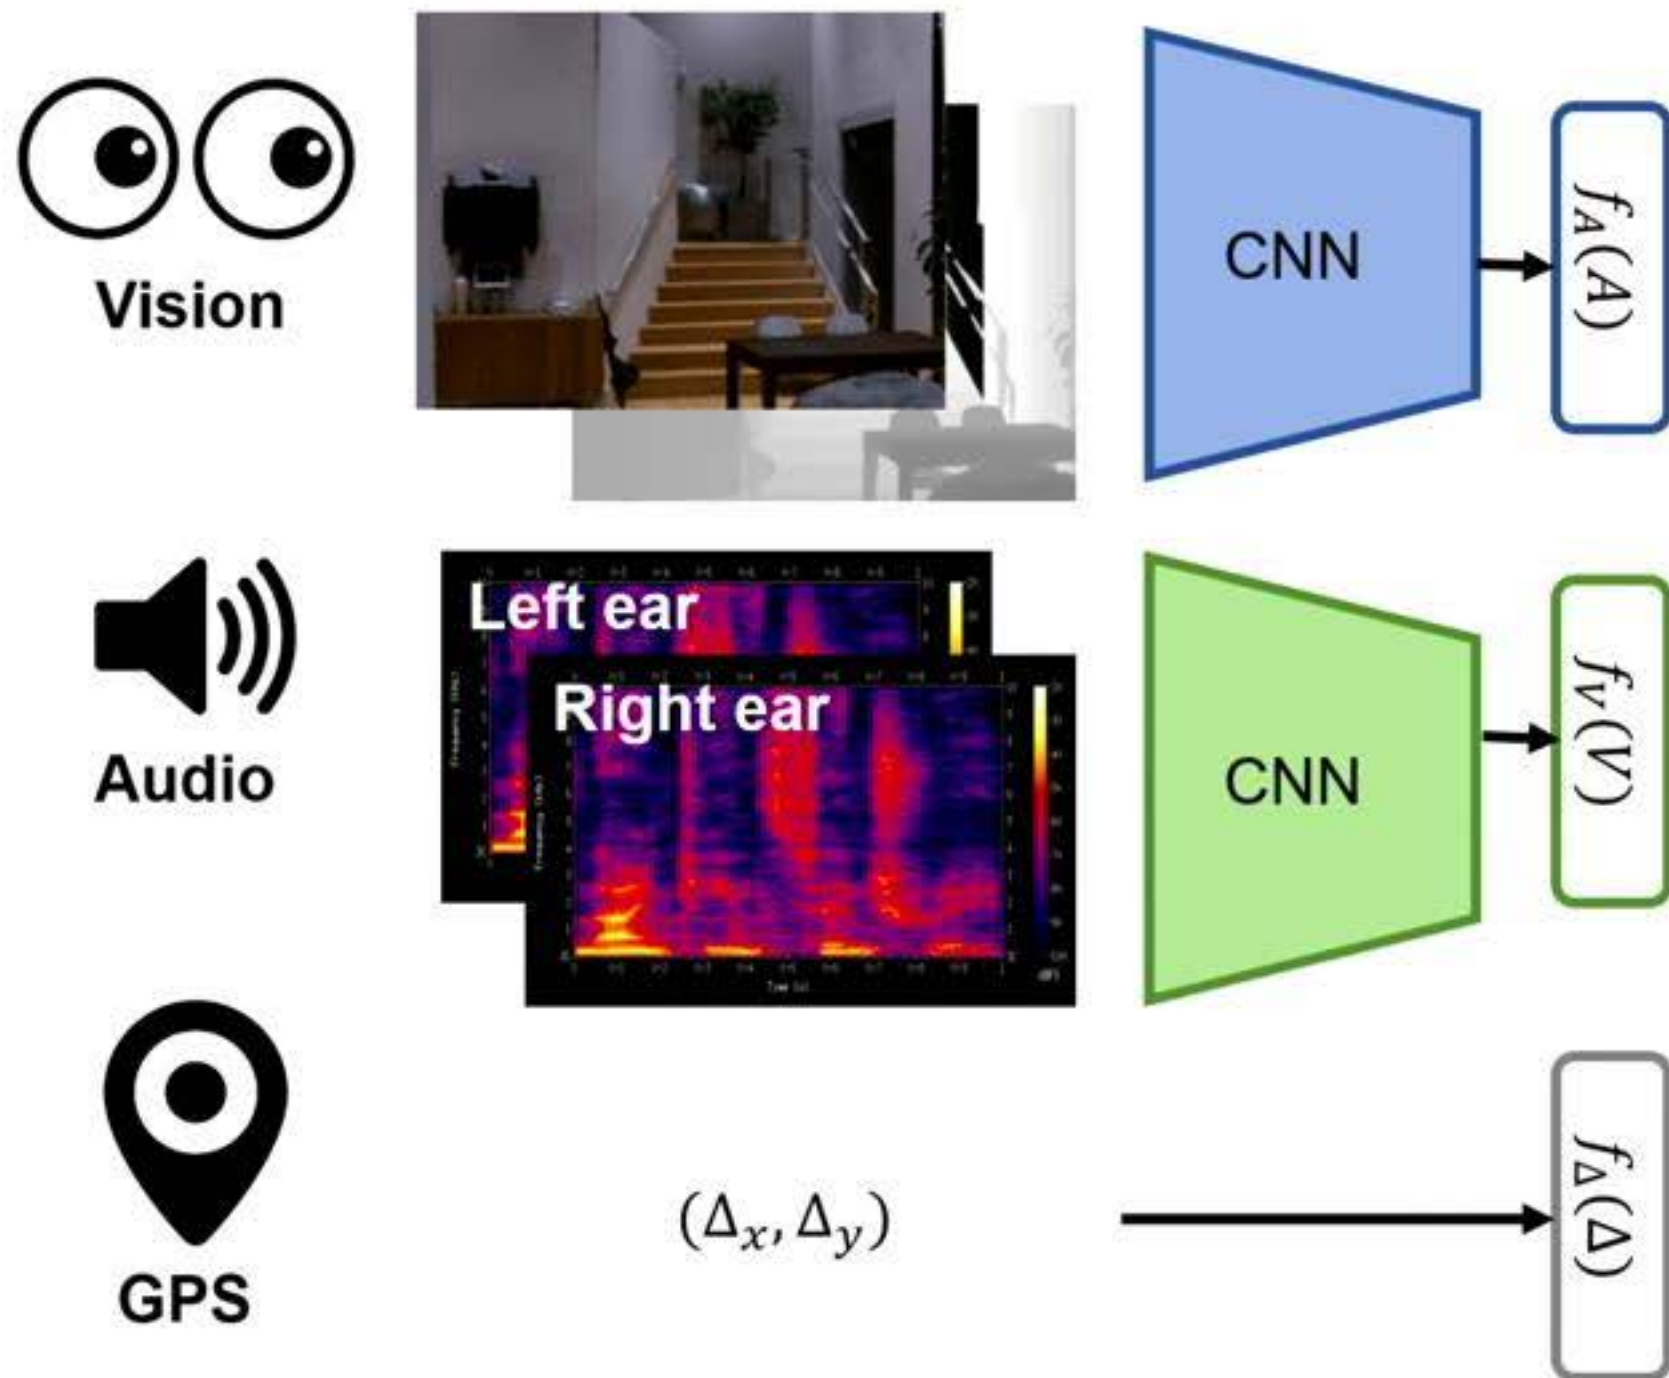 Vision
CNN
f_A(A)
Left ear
Right ear
Audio
CNN
f_V(V)
(Δ_x, Δ_y)
GPS
f_Δ(Δ)